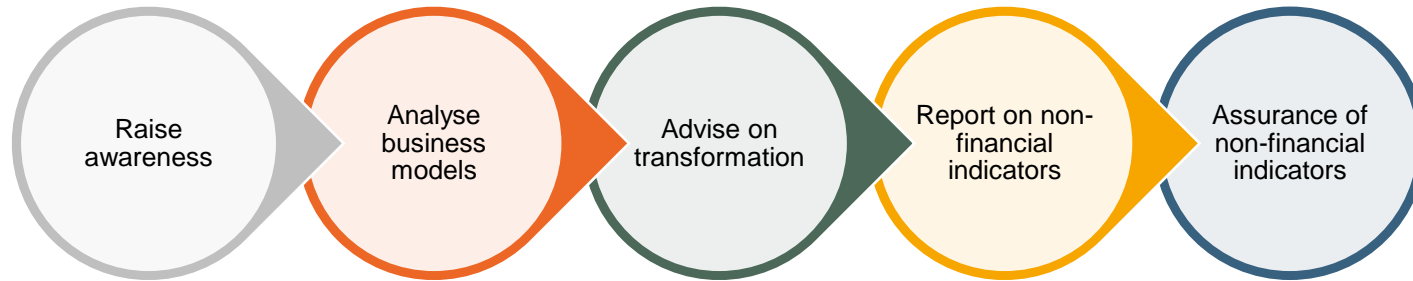 Raise
awareness
Analyse
business
models
Advise on
transformation
Report on non-
financial
indicators
Assurance of
non-financial
indicators